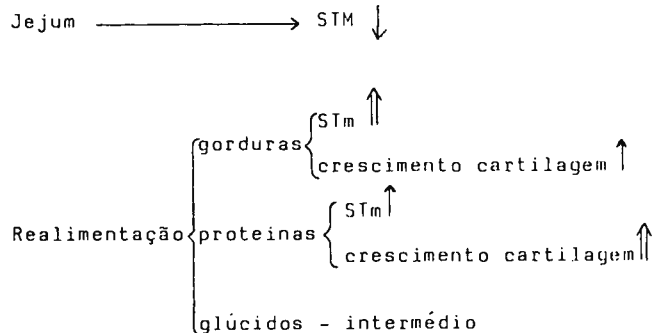 Jejum ⟶ STM ↓
STm ⇑
gorduras
crescimento cartilagem ↑
STm ↑
Realimentação proteinas
crescimento cartilagem ⇑
glúcidos - intermédio